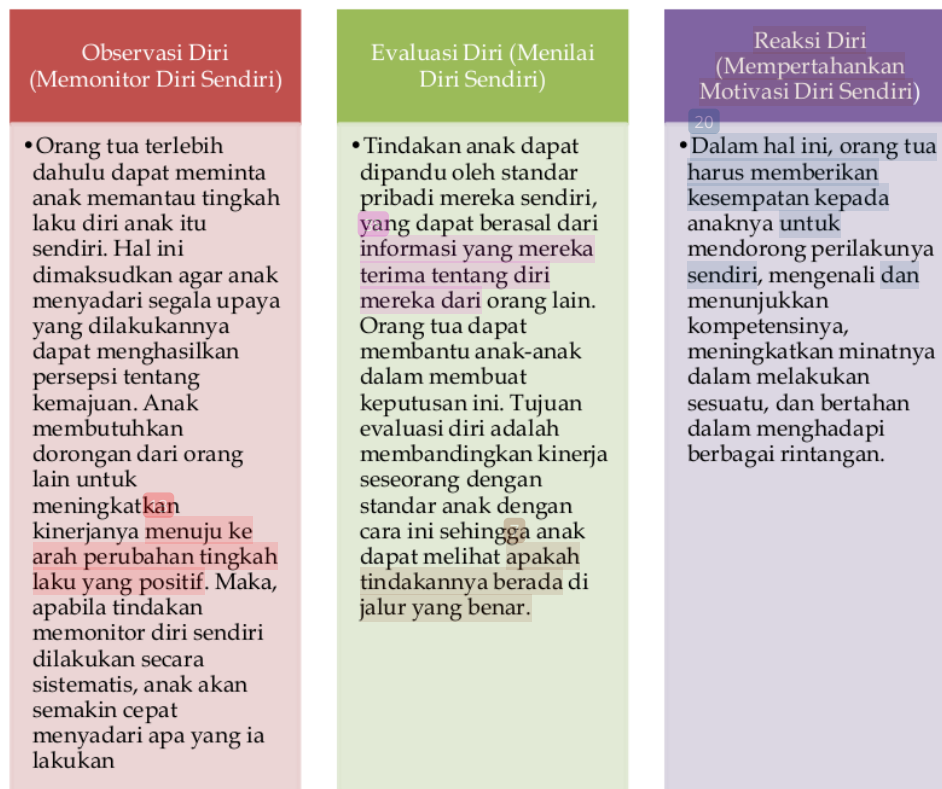 Observasi Diri
(Memonitor Diri Sendiri)
•Orang tua terlebih
dahulu dapat meminta
anak memantau tingkah
laku diri anak itu
sendiri. Hal ini
dimaksudkan agar anak
menyadari segala upaya
yang dilakukannya
dapat menghasilkan
persepsi tentang
kemajuan. Anak
membutuhkan
dorongan dari orang
lain untuk
meningkatkan
kinerjanya menuju ke
arah perubahan tingkah
laku yang positif. Maka,
apabila tindakan
memonitor diri sendiri
dilakukan secara
sistematis, anak akan
semakin cepat
menyadari apa yang ia
lakukan
Evaluasi Diri (Menilai
Diri Sendiri)
•Tindakan anak dapat
dipandu oleh standar
pribadi mereka sendiri,
yang dapat berasal dari
informasi yang mereka
terima tentang diri
mereka dari orang lain.
Orang tua dapat
membantu anak-anak
dalam membuat
keputusan ini. Tujuan
evaluasi diri adalah
membandingkan kinerja
seseorang dengan
standar anak dengan
cara ini sehingga anak
dapat melihat apakah
tindakannya berada di
jalur yang benar.
Reaksi Diri
(Mempertahankan
Motivasi Diri Sendiri)
20
•Dalam hal ini, orang tua
harus memberikan
kesempatan kepada
anaknya untuk
mendorong perilakunya
sendiri, mengenali dan
menunjukkan
kompetensinya,
meningkatkan minatnya
dalam melakukan
sesuatu, dan bertahan
dalam menghadapi
berbagai rintangan.